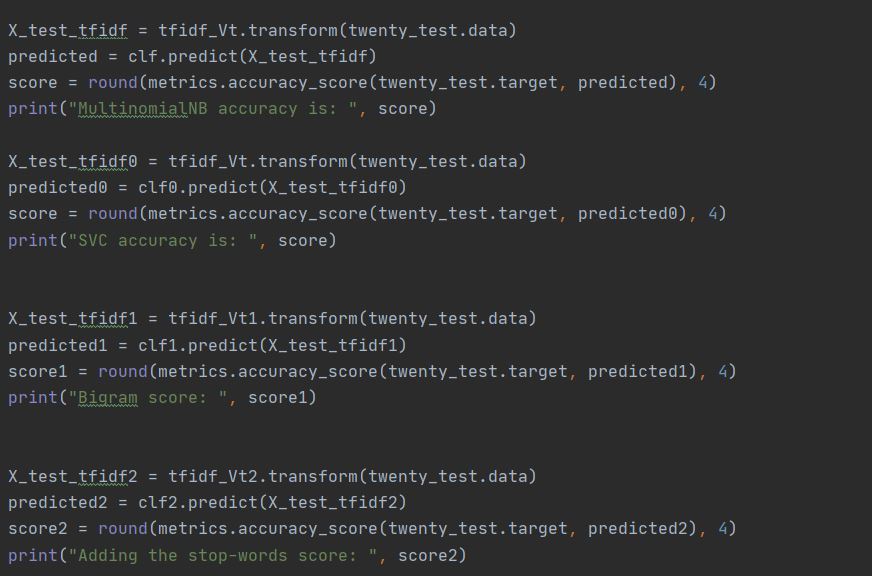 X_test_tfidf = tfidf_Vt.transform(twenty_test.data)
predicted = clf.predict(X_test_tfidf)
score = round(metrics.accuracy_score(twenty_test.target, predicted), 4)
print("MultinomialNB accuracy is: ", score)
X_test_tfidf0 = tfidf_Vt.transform(twenty_test.data)
predicted0 = clf0.predict(X_test_tfidf0)
score = round(metrics.accuracy_score(twenty_test.target, predicted0), 4)
print("SVC accuracy is: ", score)
X_test_tfidf1 = tfidf_Vt1.transform(twenty_test.data)
predicted1 = clf1.predict(X_test_tfidf1)
score1 = round(metrics.accuracy_score(twenty_test.target, predicted1), 4)
print("Bigram score: ", score1)
X_test_tfidf2 = tfidf_Vt2.transform(twenty_test.data)
predicted2 = clf2.predict(X_test_tfidf2)
score2 = round(metrics.accuracy_score(twenty_test.target, predicted2), 4)
print("Adding the stop-words score: ", score2)